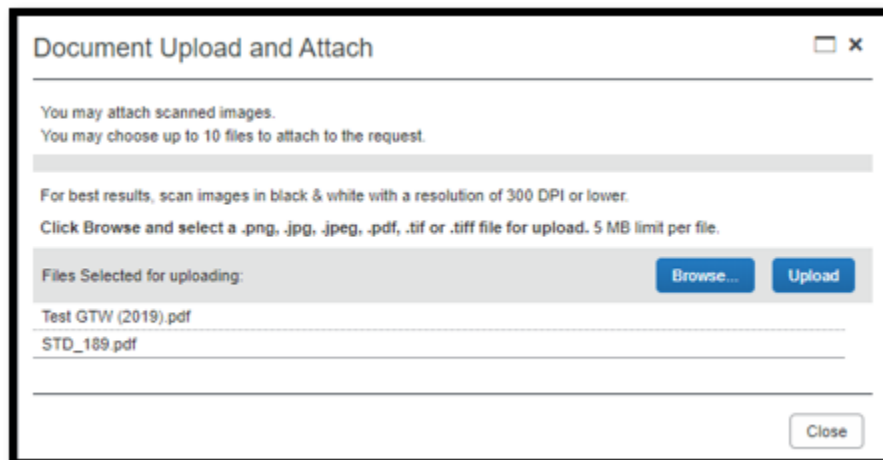 Document Upload and Attach
You may attach scanned images.
You may choose up to 10 files to attach to the request.
For best results, scan images in black & white with a resolution of 300 DPI or lower.
Click Browse and select a .png, .jpg, .jpeg, .pdf, .tif or .tiff file for upload. 5 MB limit per file.
Files Selected for uploading: Browse... Upload
Test GTW (2019).pdf
STD_189.pdf
Close